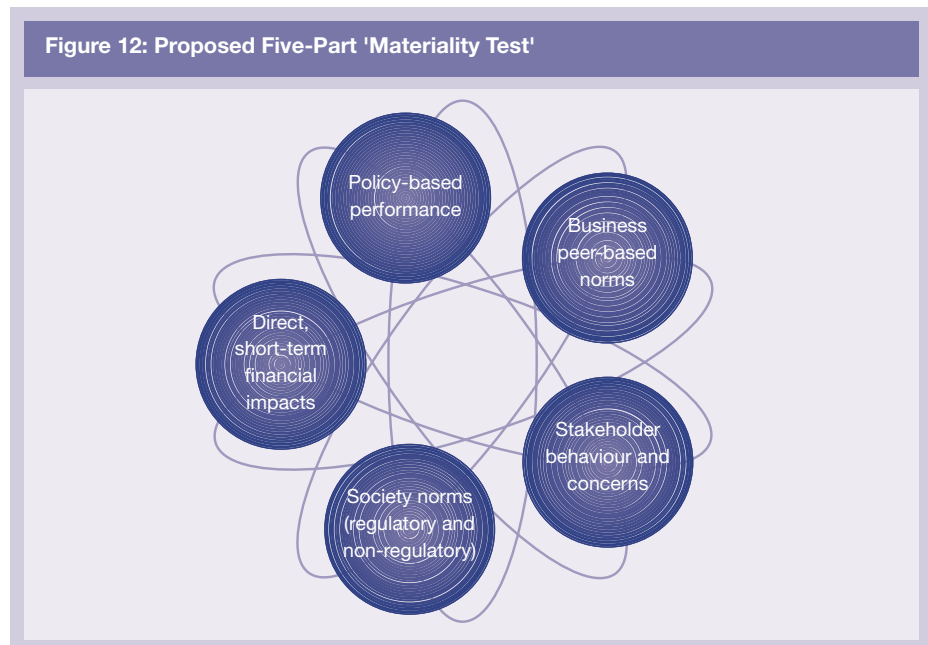 Figure 12: Proposed Five-Part 'Materiality Test'
Policy-based
performance
Business
peer-based
norms
Direct,
short-term
financial
impacts
Stakeholder
behaviour and
concerns
Society norms
(regulatory and
non-regulatory)